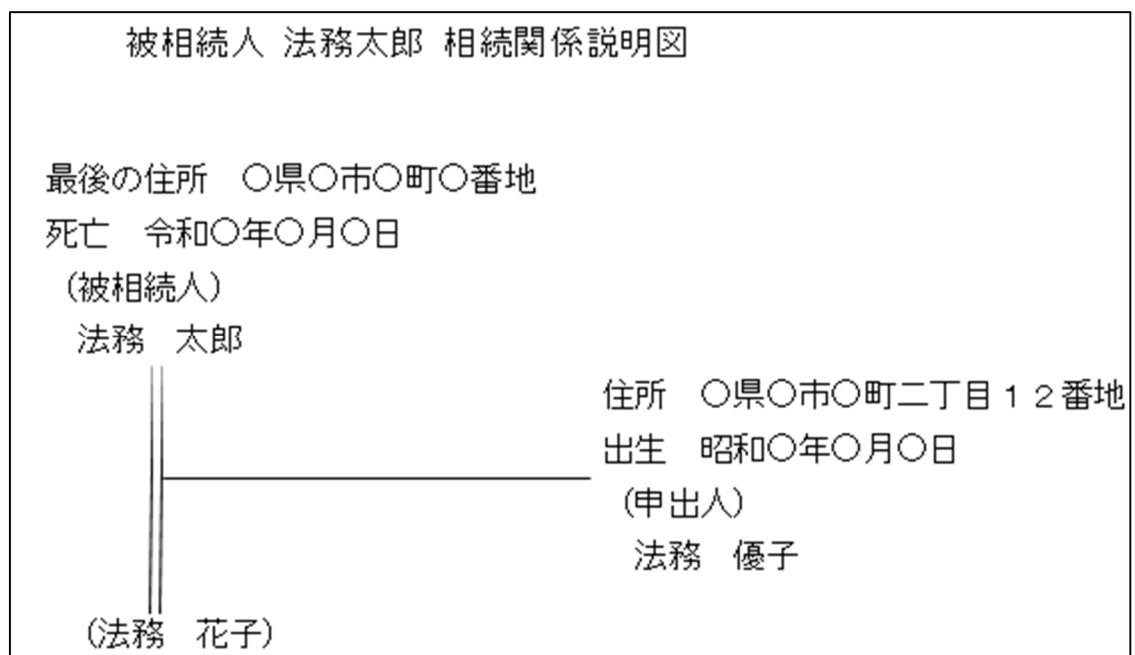 被相続人 法務太郎 相続関係説明図
最後の住所　〇県〇市〇町〇番地
死亡　令和〇年〇月〇日
(被相続人)
法務　太郎
住所　〇県〇市〇町二丁目１２番地
出生　昭和〇年〇月〇日
(申出人)
法務　優子
(法務　花子)